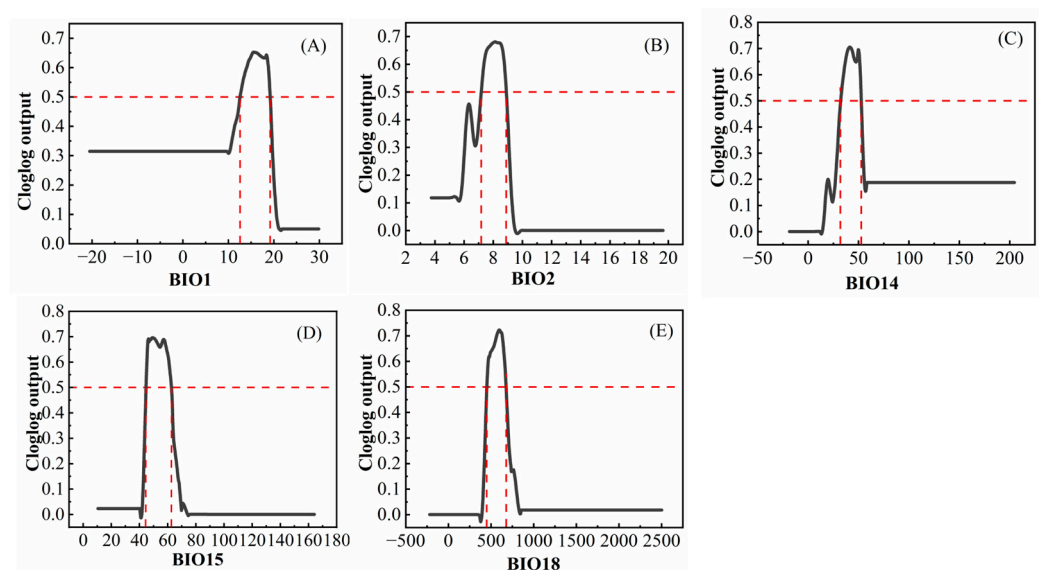 (A)
Cloglog output
0.7
0.6
0.5
0.4
0.3
0.2
0.1
0.0
−20 −10 0 10 20 30
BIO1
(B)
Cloglog output
0.7
0.6
0.5
0.4
0.3
0.2
0.1
0.0
2 4 6 8 10 12 14 16 18 20
BIO2
(C)
Cloglog output
0.8
0.7
0.6
0.5
0.4
0.3
0.2
0.1
0.0
−50 0 50 100 150 200
BIO14
(D)
Cloglog output
0.8
0.7
0.6
0.5
0.4
0.3
0.2
0.1
0.0
0 20 40 60 80 100 120 140 160 180
BIO15
(E)
Cloglog output
0.8
0.7
0.6
0.5
0.4
0.3
0.2
0.1
0.0
−500 0 500 1000 1500 2000 2500
BIO18